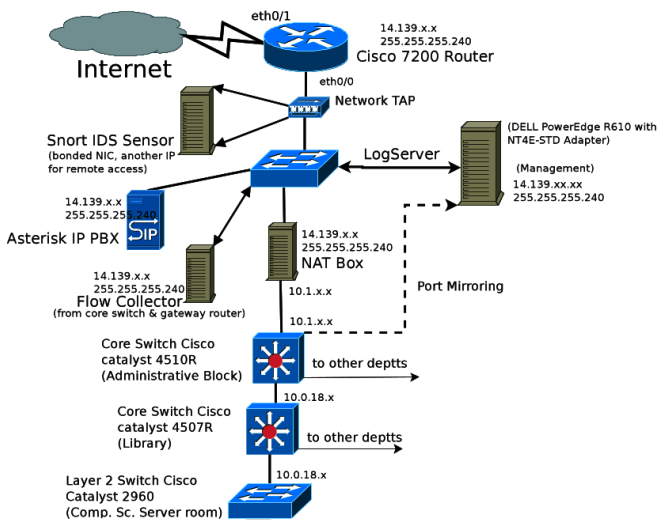 eth0/1
Internet
14.139.x.x
255.255.255.240
Cisco 7200 Router
eth0/0
Network TAP
Snort IDS Sensor
(bonded NIC, another IP
for remote access)
LogServer
(DELL PowerEdge R610 with
NT4E-STD Adapter)
(Management)
14.139.xx.xx
255.255.255.240
14.139.x.x
255.255.255.240
SIP
Asterisk IP PBX
14.139.x.x
255.255.255.240
NAT Box
14.139.x.x
255.255.255.240)
Flow Collector
(from core switch & gateway router)
10.1.x.x
Port Mirroring
10.1.x.x
Core Switch Cisco
catalyst 4510R
(Administrative Block)
to other deptts
10.0.18.x
Core Switch Cisco
catalyst 4507R
(Library)
to other deptts
10.0.18.x
Layer 2 Switch Cisco
Catalyst 2960
(Comp. Sc. Server room)